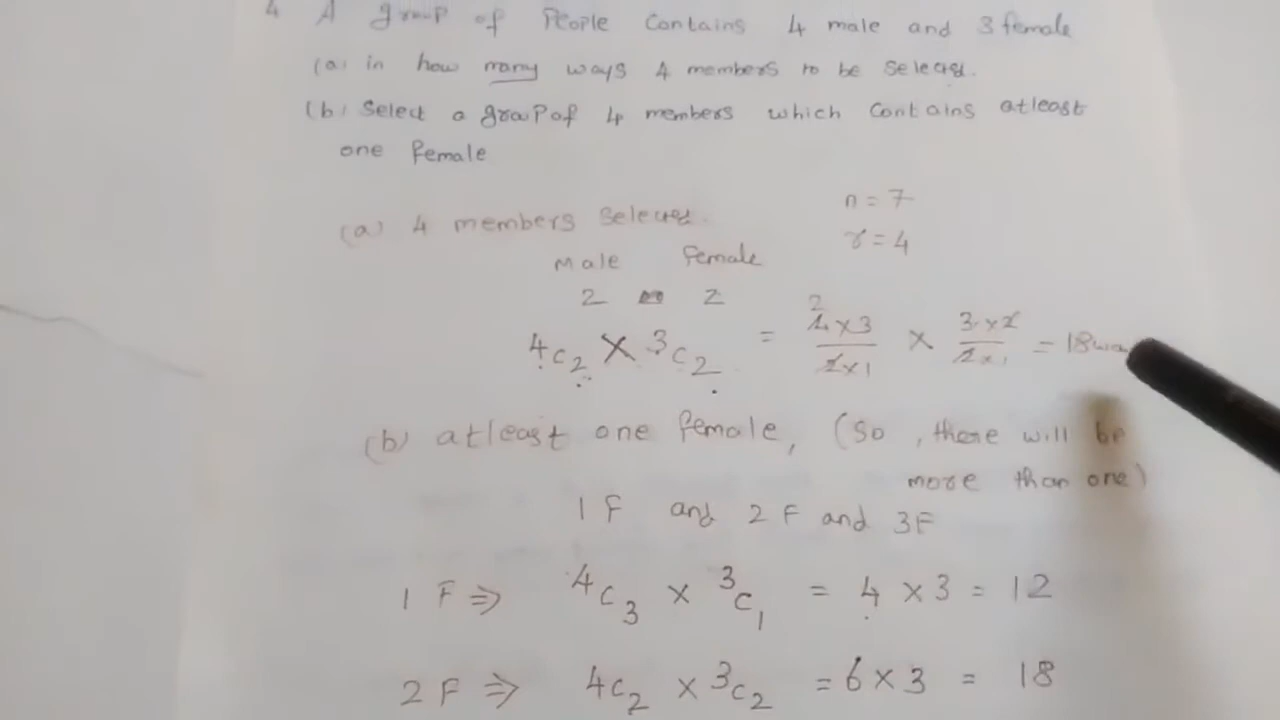 4 A group of People Contains 4 male and 3 female
(a) in how many ways 4 members to be selected.
(b) Select a group of 4 members which Contains atleast
one female
(a) 4 members selected.
n = 7
r = 4
male female
2 2
4c2 X 3c2 = 4 x 3 / 2 x 1 x 3 x 2 / 2 x 1 = 18
(b) atleast one female, (So, there will be
more than one)
1 F and 2 F and 3F
1 F ⇒ 4c3 x 3c1 = 4 x 3 = 12
2 F ⇒ 4c2 x 3c2 = 6 x 3 = 18